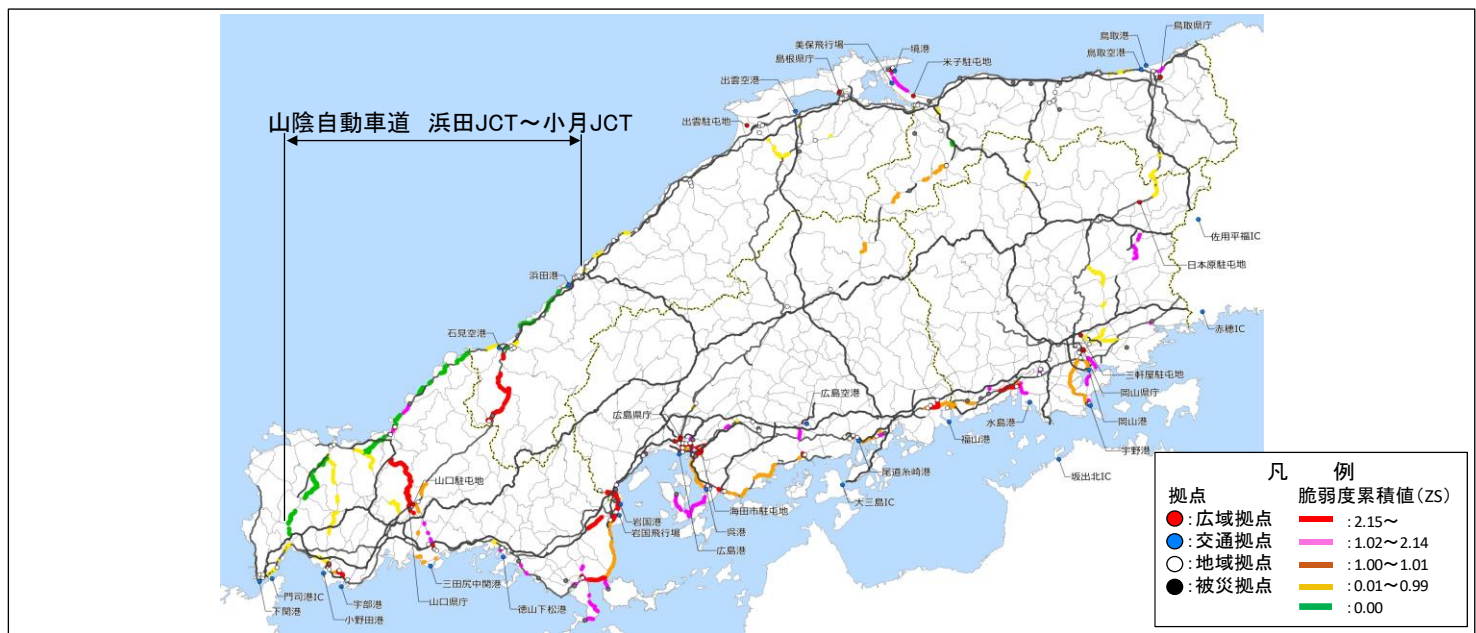 鳥取県庁
鳥取港
鳥取空港
美保飛行場
境港
島根県庁
米子駐屯地
出雲空港
出雲駐屯地
山陰自動車道 浜田JCT～小月JCT
佐用平福IC
日本原駐屯地
浜田港
石見空港
赤穂IC
三軒屋駐屯地
岡山県庁
岡山港
宇野港
広島県庁
広島空港
水島港
福山港
尾道糸崎港
坂出北IC
大三島IC
海田市駐屯地
呉港
広島港
岩国港
岩国飛行場
山口駐屯地
三田尻中関港
徳山下松港
山口県庁
宇部港
小野田港
門司港IC
下関港
凡 例
拠点 脆弱度累積値(ZS)
:広域拠点 :2.15～
:交通拠点 :1.02～2.14
:地域拠点 :1.00～1.01
:被災拠点 :0.01～0.99
:0.00